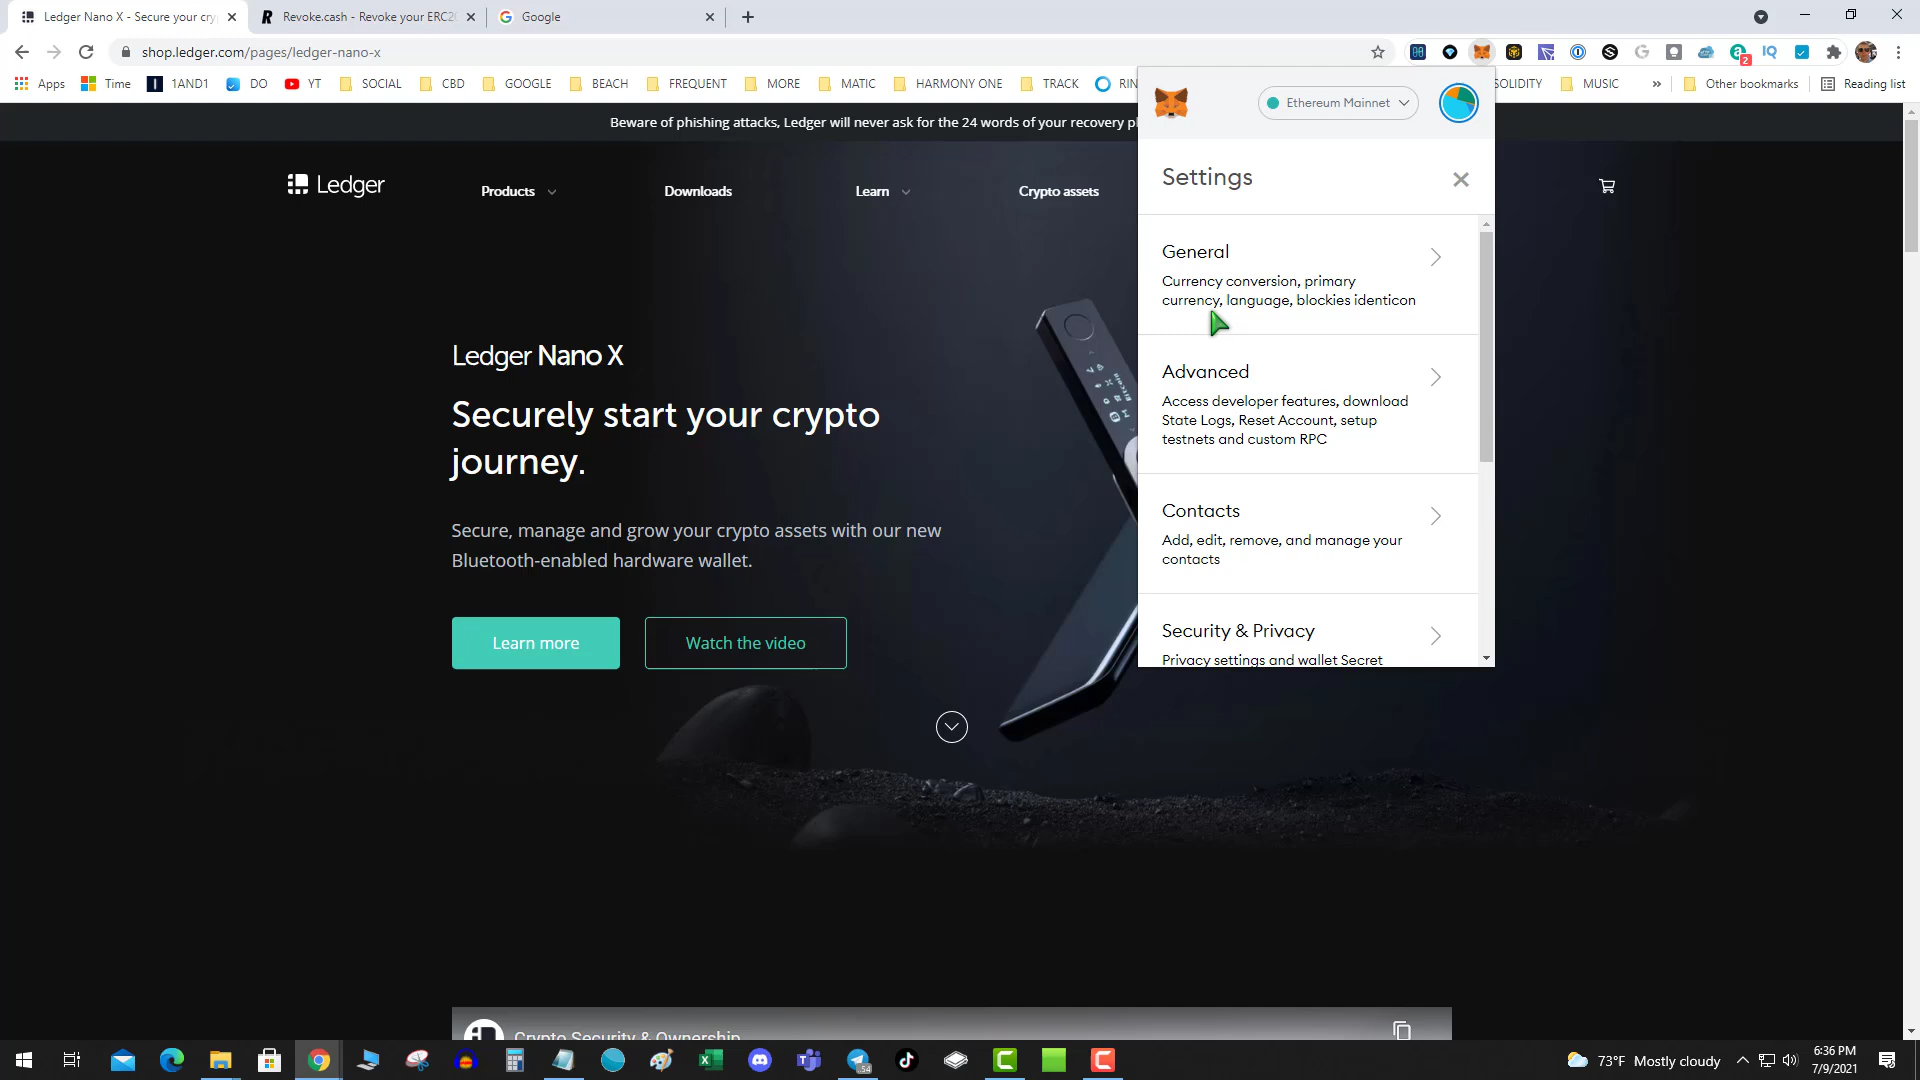 Ledger Nano X - Secure your cry
Revoke.cash - Revoke your ERC20
Google
shop.ledger.com/pages/ledger-nano-x
Apps
Time
1AND1
DO
YT
SOCIAL
CBD
GOOGLE
BEACH
FREQUENT
MORE
MATIC
HARMONY ONE
TRACK
RIN
SOLIDITY
MUSIC
»
Other bookmarks
Reading list
2
IQ
Beware of phishing attacks, Ledger will never ask for the 24 words of your recovery p
Ledger
Products
Downloads
Learn
Crypto assets
Ethereum Mainnet
Settings
General
Currency conversion, primary
currency, language, blockies identicon
Advanced
Access developer features, download
State Logs, Reset Account, setup
testnets and custom RPC
Contacts
Add, edit, remove, and manage your
contacts
Security & Privacy
Privacy settings and wallet Secret
Ledger Nano X
Securely start your crypto
journey.
Secure, manage and grow your crypto assets with our new
Bluetooth-enabled hardware wallet.
Learn more
Watch the video
Bitcoin
Crypto Security & Ownership
54
73°F Mostly cloudy
6:36 PM
7/9/2021